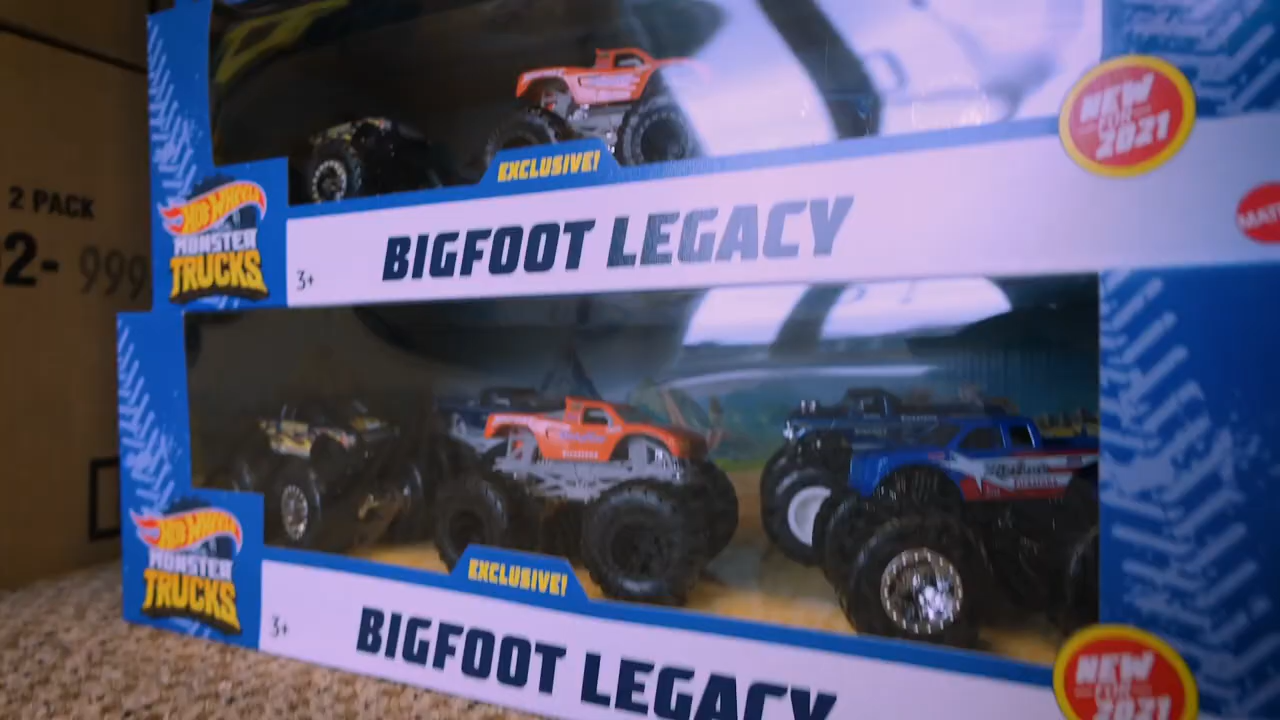 2 PACK
2- 999
EXCLUSIVE!
NEW
FOR
2021
HOT WHEELS
MONSTER
TRUCKS
3+
BIGFOOT LEGACY
EXCLUSIVE!
HOT WHEELS
MONSTER
TRUCKS
3+
BIGFOOT LEGACY
NEW
FOR
2021